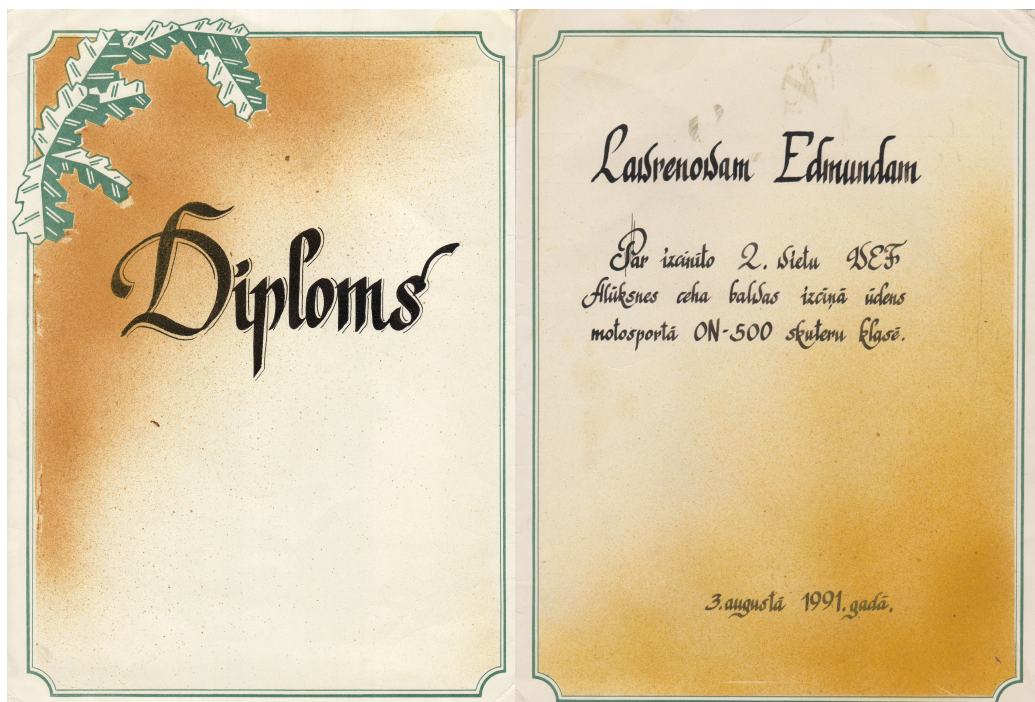 Diploms
Lavrenovam Edmundam
Par izcīnīto 2. vietu VEF
Alūksnes ceha balvas izcīņā ūdens
motosportā ON-500 skuteru klasē.
3.augustā 1991.gadā.